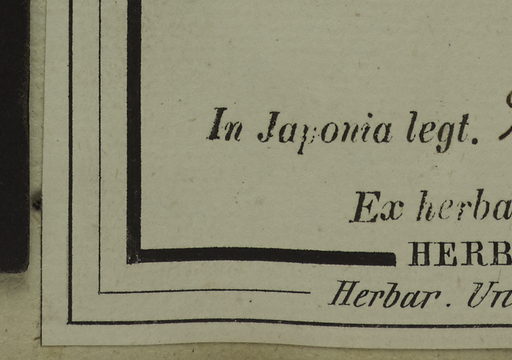 In Japonia legt.
Ex herba
HERB
Herbar. Un